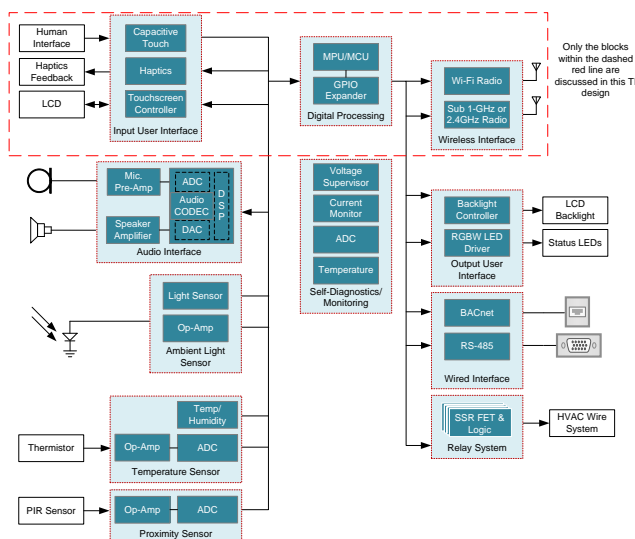 Human
Interface
Haptics
Feedback
LCD
Capacitive
Touch
Haptics
Touchscreen
Controller
Input User Interface
MPU/MCU
GPIO
Expander
Digital Processing
Wi-Fi Radio
Sub 1-GHz or
2.4GHz Radio
Wireless Interface
Only the blocks
within the dashed
red line are
discussed in this
design
Mic.
Pre-Amp
Speaker
Amplifier
ADC
Audio
CODEC
DAC
D
S
P
Audio Interface
Voltage
Supervisor
Current
Monitor
ADC
Temperature
Self-Diagnostics/
Monitoring
Backlight
Controller
RGBW LED
Driver
Output User
Interface
LCD
Backlight
Status LEDs
Light Sensor
Op-Amp
Ambient Light
Sensor
BACnet
RS-485
Wired Interface
Thermistor
Temp/
Humidity
Op-Amp
ADC
Temperature Sensor
SSR FET &
Logic
Relay System
HVAC Wire
System
PIR Sensor
Op-Amp
ADC
Proximity Sensor